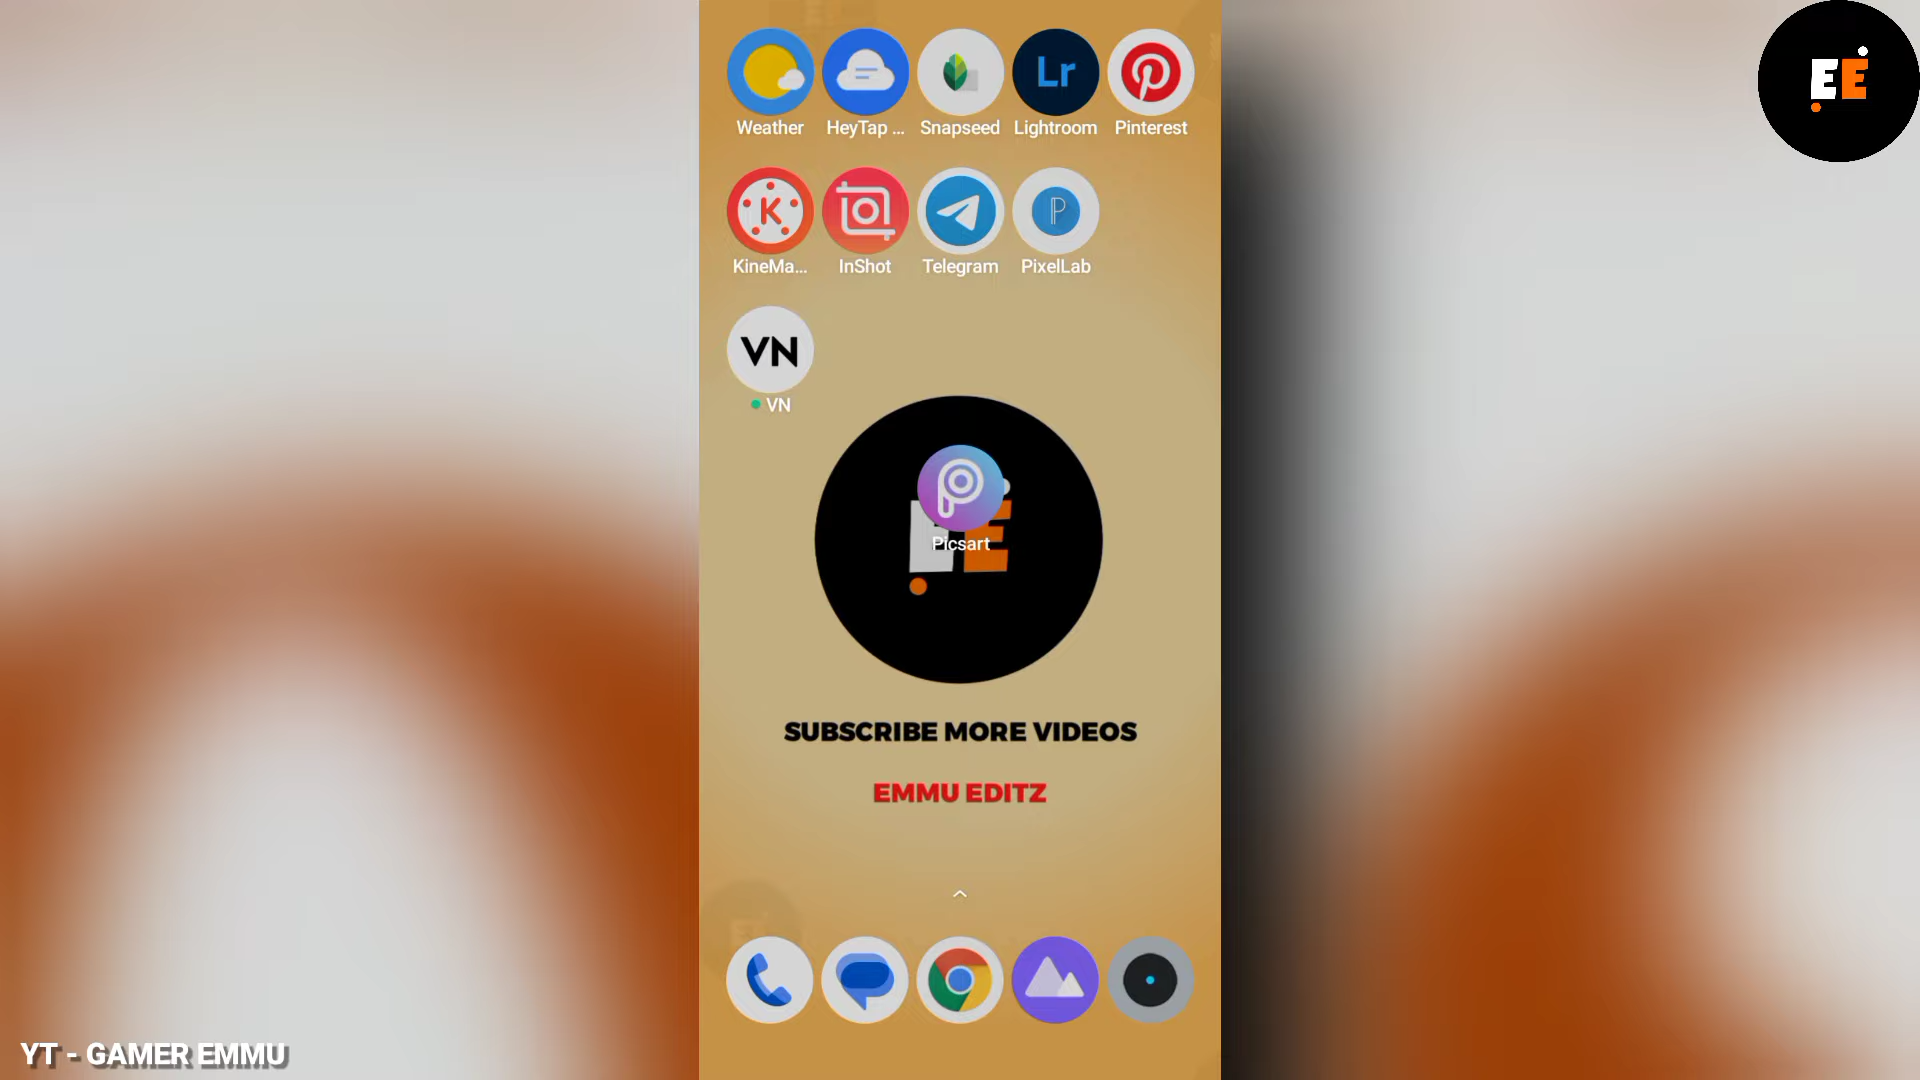 EE
Lr
Weather HeyTap ... Snapseed Lightroom Pinterest
K P
KineMa... InShot Telegram PixelLab
VN
VN
EE
Picsart
SUBSCRIBE MORE VIDEOS
EMMU EDITZ
YT - GAMER EMMU